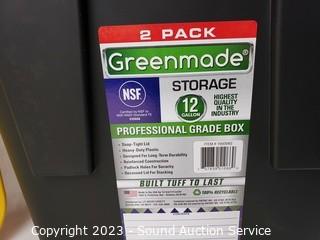 2 PACK
Greenmade®
NSF
STORAGE
12
GALLON
HIGHEST
QUALITY
IN THE
INDUSTRY
PROFESSIONAL GRADE BOX
• Snap-Tight Lid
• Heavy-Duty Plastic
• Designed For Long Term Durability
• Reinforced Construction
• Padlock Holes For Security
• Recessed Lid For Stacking
BUILT TUFF TO LAST
100% RECYCLABLE
Copyright 2023 - Sound Auction Service